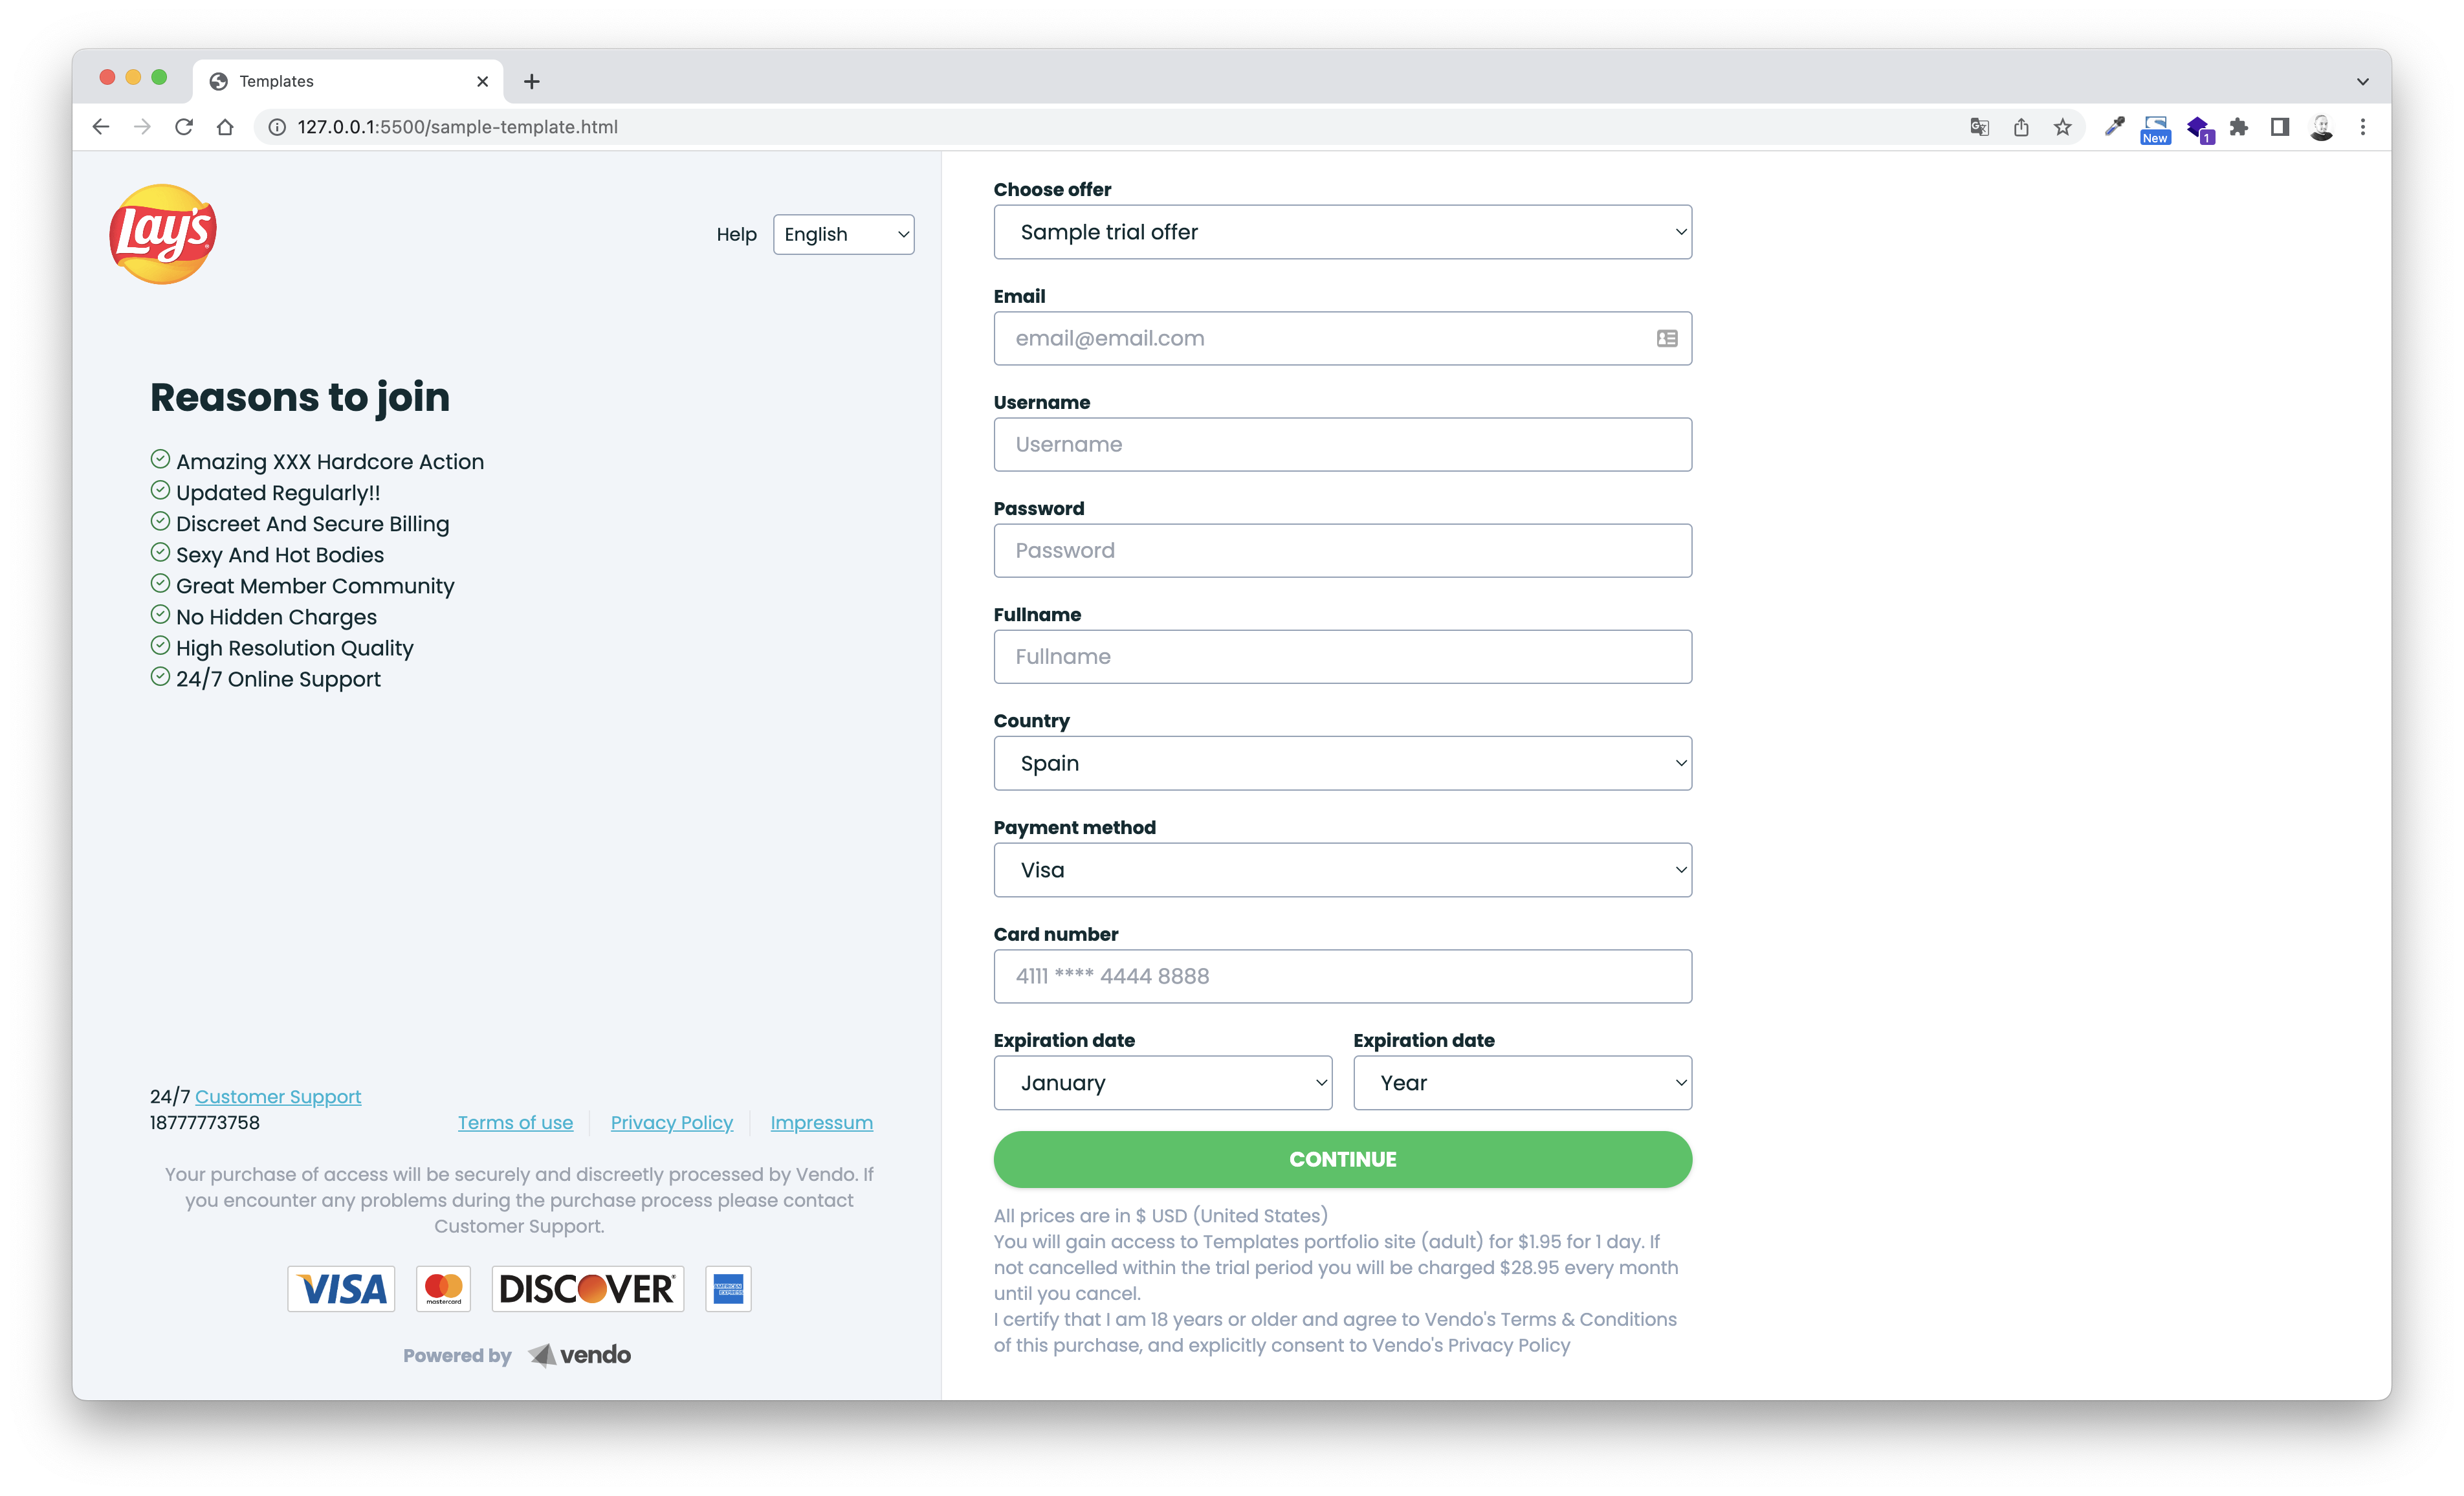 Templates
127.0.0.1:5500/sample-template.html
New
1
Lay's
Help
English
Reasons to join
Amazing XXX Hardcore Action
Updated Regularly!!
Discreet And Secure Billing
Sexy And Hot Bodies
Great Member Community
No Hidden Charges
High Resolution Quality
24/7 Online Support
24/7 Customer Support
18777773758
Terms of use
Privacy Policy
Impressum
Your purchase of access will be securely and discreetly processed by Vendo. If
you encounter any problems during the purchase process please contact
Customer Support.
VISA
mastercard
DISCOVER
AMERICAN EXPRESS
Powered by vendo
Choose offer
Sample trial offer
Email
email@email.com
Username
Username
Password
Password
Fullname
Fullname
Country
Spain
Payment method
Visa
Card number
4111 **** 4444 8888
Expiration date
January
Expiration date
Year
CONTINUE
All prices are in $ USD (United States)
You will gain access to Templates portfolio site (adult) for $1.95 for 1 day. If
not cancelled within the trial period you will be charged $28.95 every month
until you cancel.
I certify that I am 18 years or older and agree to Vendo's Terms & Conditions
of this purchase, and explicitly consent to Vendo's Privacy Policy